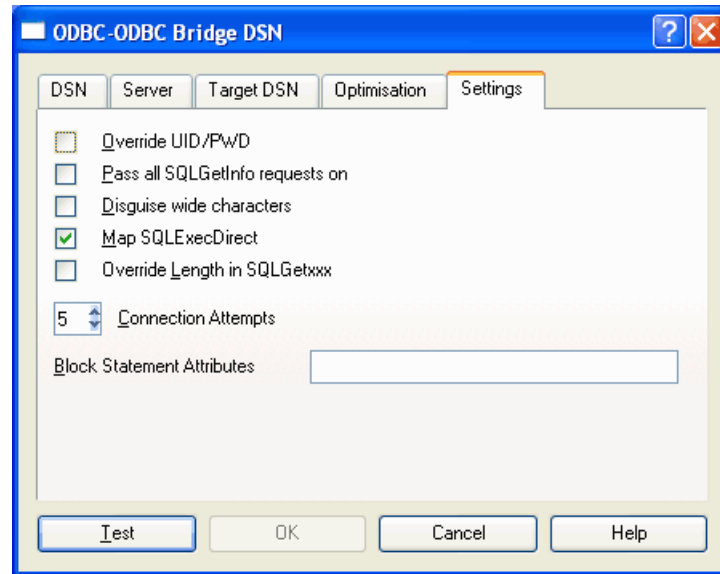 ODBC-ODBC Bridge DSN
DSN Server Target DSN Optimisation Settings
Override UID/PWD
Pass all SQLGetInfo requests on
Disguise wide characters
Map SQLExecDirect
Override Length in SQLGetxxx
5 Connection Attempts
Block Statement Attributes
Test OK Cancel Help